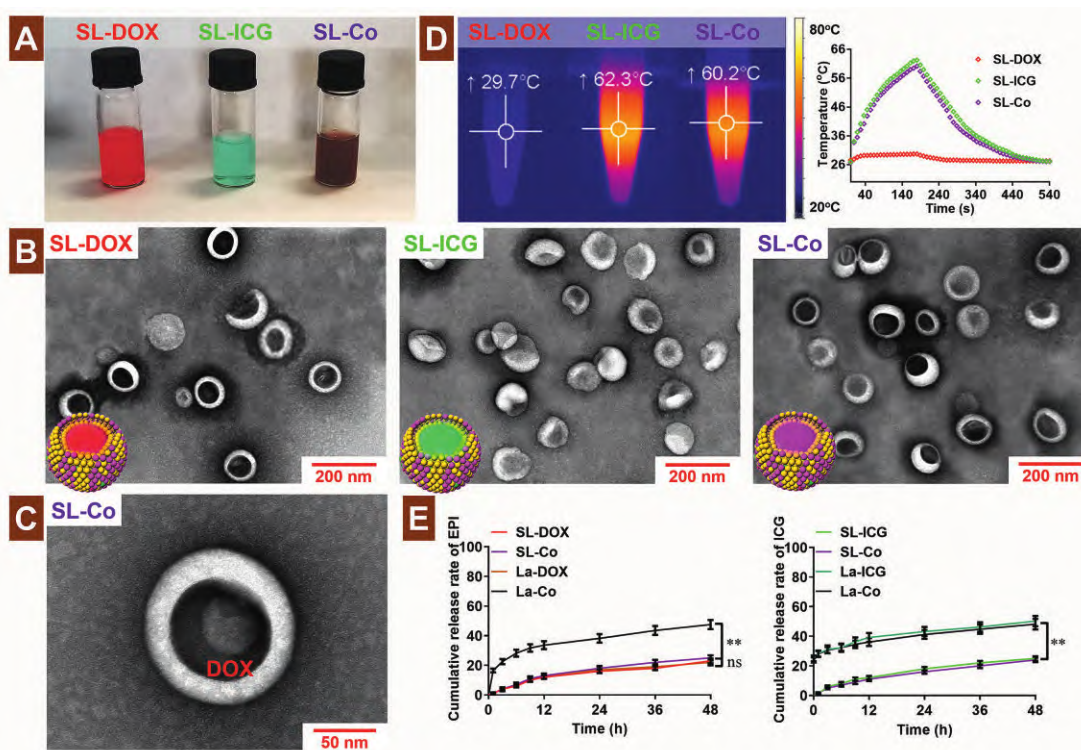 A
SL-DOX SL-ICG SL-Co
D
SL-DOX SL-ICG SL-Co
↑ 29.7°C ↑ 62.3°C ↑ 60.2°C
80°C
20°C
Temperature (°C)
66
56
46
36
26
SL-DOX
SL-ICG
SL-Co
40 140 240 340 440 540
Time (s)
B
SL-DOX
200 nm
SL-ICG
200 nm
SL-Co
200 nm
C
SL-Co
DOX
50 nm
E
Cumulative release rate of EPI
SL-DOX
SL-Co
La-DOX
La-Co
100
80
60
40
20
0
**
ns
0 12 24 36 48
Time (h)
Cumulative release rate of ICG
SL-ICG
SL-Co
La-ICG
La-Co
100
80
60
40
20
0
**
0 12 24 36 48
Time (h)